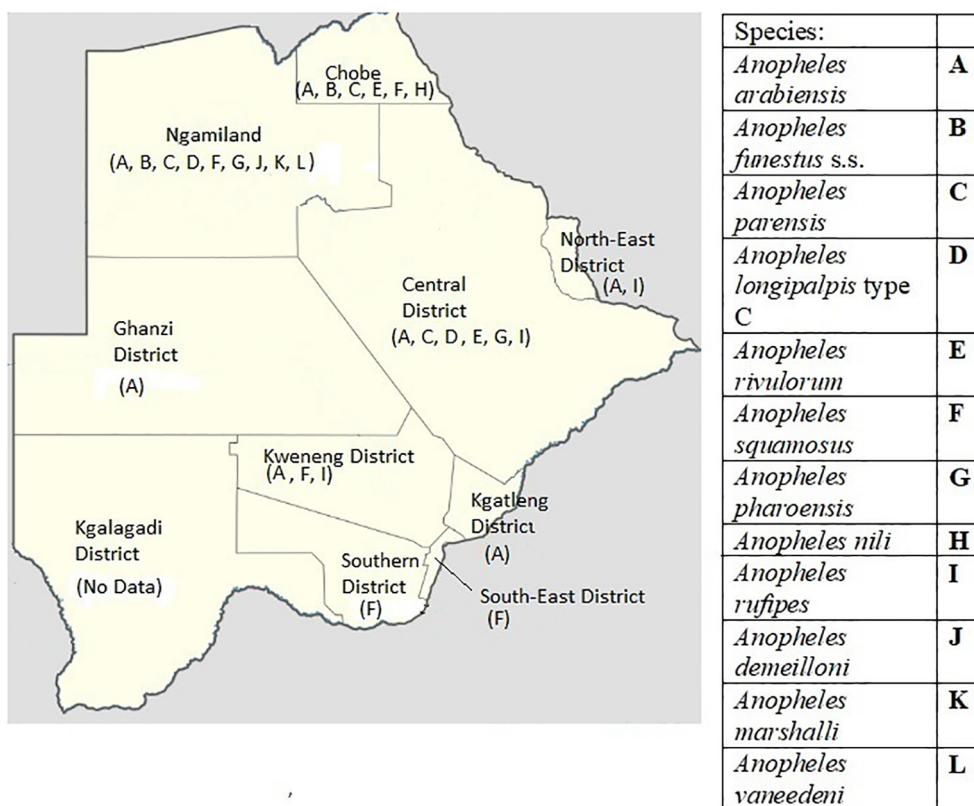 Chobe
(A, B, C, E, F, H)
Ngamiland
(A, B, C, D, F, G, J, K, L)
North-East
District
(A, I)
Central
District
(A, C, D, E, G, I)
Ghanzi
District
(A)
Kweneng District
(A, F, I)
Kgatleng
District
(A)
Kgalagadi
District
(No Data)
Southern
District
(F)
South-East District
(F)
,
Species:
Anopheles arabiensis A
Anopheles
funestus s.s. B
Anopheles
parensis C
Anopheles
longipalpis type
C D
Anopheles
rivulorum E
Anopheles
squamosus F
Anopheles
pharoensis G
Anopheles nili H
Anopheles
rufipes I
Anopheles
demeilloni J
Anopheles
marshalli K
Anopheles
vaneedeni L